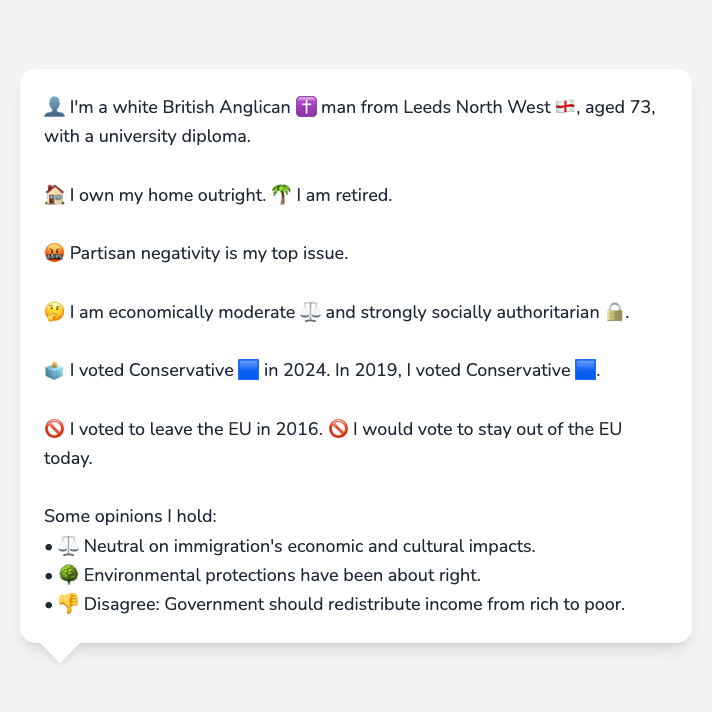 👤 I'm a white British Anglican ✝️ man from Leeds North West 🏴󠁧󠁢󠁥󠁮󠁧󠁿, aged 73,
with a university diploma.
🏠 I own my home outright. 🌴 I am retired.
🤬 Partisan negativity is my top issue.
🤔 I am economically moderate ⚖️ and strongly socially authoritarian 🔒.
🗳️ I voted Conservative 🟦 in 2024. In 2019, I voted Conservative 🟦.
🚫 I voted to leave the EU in 2016. 🚫 I would vote to stay out of the EU
today.
Some opinions I hold:
• ⚖️ Neutral on immigration's economic and cultural impacts.
• 🌳 Environmental protections have been about right.
• 👎 Disagree: Government should redistribute income from rich to poor.